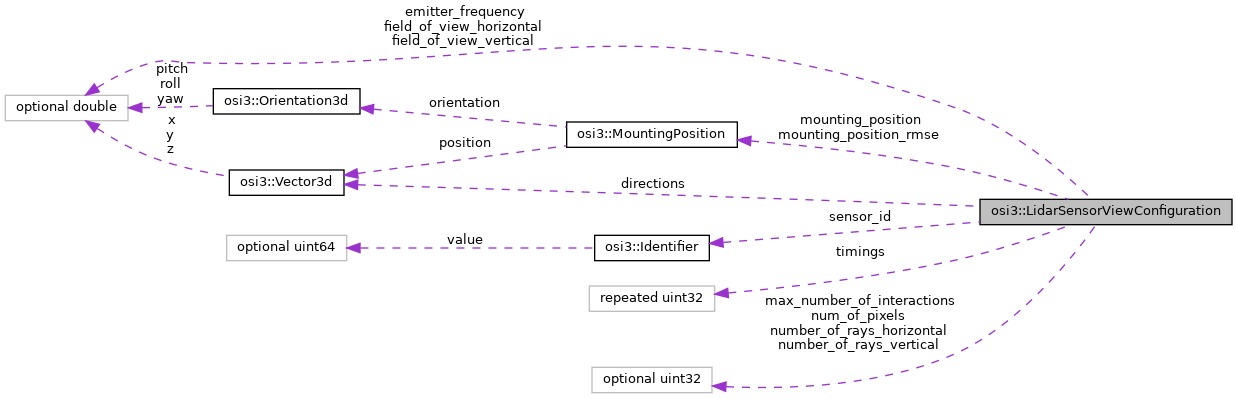 emitter_frequency
field_of_view_horizontal
field_of_view_vertical
pitch
roll
yaw
optional double
osi3::Orientation3d
orientation
x
y
z
osi3::MountingPosition
mounting_position
mounting_position_rmse
position
osi3::Vector3d
directions
osi3::LidarSensorViewConfiguration
sensor_id
optional uint64
value
osi3::Identifier
timings
repeated uint32
max_number_of_interactions
num_of_pixels
number_of_rays_horizontal
number_of_rays_vertical
optional uint32